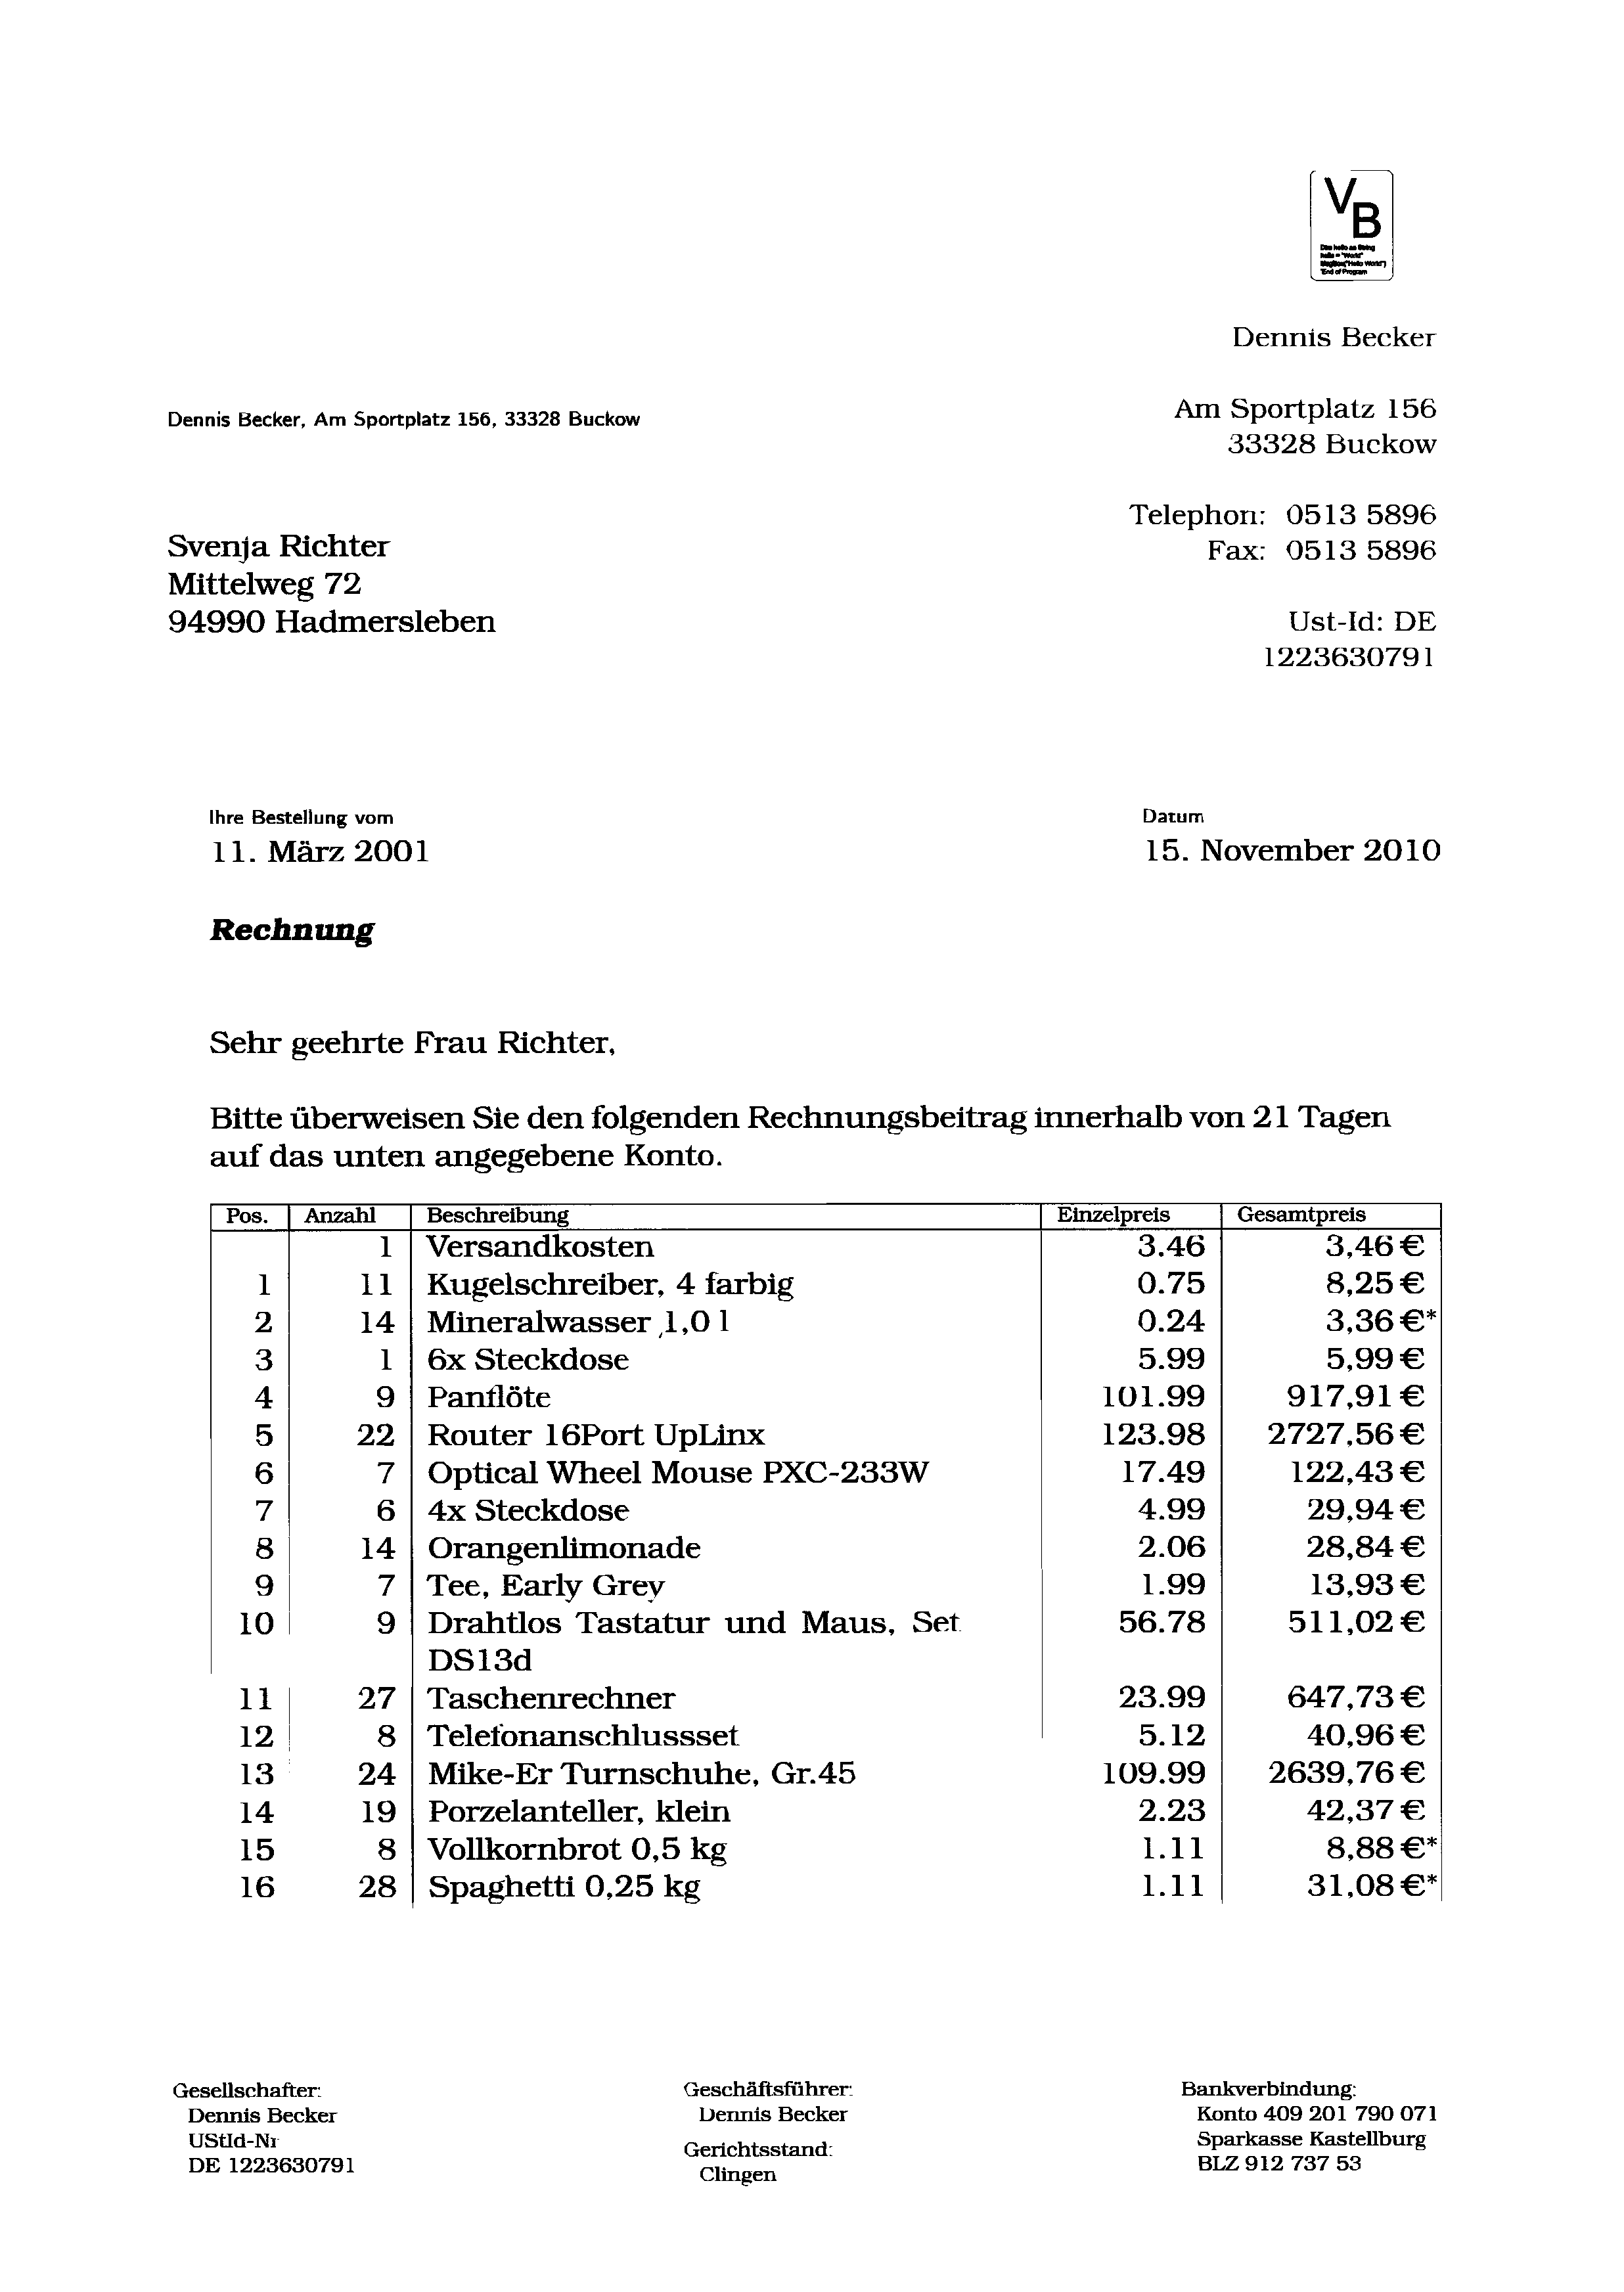 V
B
Dim hello as String
hello = "World"
MsgBox("Hello World")
'End of Program
Dennis Becker
Dennis Becker, Am Sportplatz 156, 33328 Buckow
Am Sportplatz 156
33328 Buckow
Telephon: 0513 5896
Fax: 0513 5896
Svenja Richter
Mittelweg 72
94990 Hadmersleben
Ust-Id: DE
1223630791
Ihre Bestellung vom Datum
11. März 2001 15. November 2010
Rechnung
Sehr geehrte Frau Richter,
Bitte überweisen Sie den folgenden Rechnungsbeitrag innerhalb von 21 Tagen
auf das unten angegebene Konto.
Pos. Anzahl Beschreibung Einzelpreis Gesamtpreis
1 Versandkosten 3.46 3,46 €
1 11 Kugelschreiber, 4 farbig 0.75 8,25 €
2 14 Mineralwasser ,1,0 l 0.24 3,36 €*
3 1 6x Steckdose 5.99 5,99 €
4 9 Panflöte 101.99 917,91 €
5 22 Router 16Port UpLinx 123.98 2727,56 €
6 7 Optical Wheel Mouse PXC-233W 17.49 122,43 €
7 6 4x Steckdose 4.99 29,94 €
8 14 Orangenlimonade 2.06 28,84 €
9 7 Tee, Early Grey 1.99 13,93 €
10 9 Drahtlos Tastatur und Maus, Set 56.78 511,02 €
DS13d
11 27 Taschenrechner 23.99 647,73 €
12 8 Telefonanschlussset 5.12 40,96 €
13 24 Mike-Er Turnschuhe, Gr.45 109.99 2639,76 €
14 19 Porzelanteller, klein 2.23 42,37 €
15 8 Vollkornbrot 0,5 kg 1.11 8,88 €*
16 28 Spaghetti 0,25 kg 1.11 31,08 €*
Gesellschafter:
Dennis Becker
UStId-Nr
DE 1223630791
Geschäftsführer:
Dennis Becker
Gerichtsstand:
Clingen
Bankverbindung:
Konto 409 201 790 071
Sparkasse Kastellburg
BLZ 912 737 53